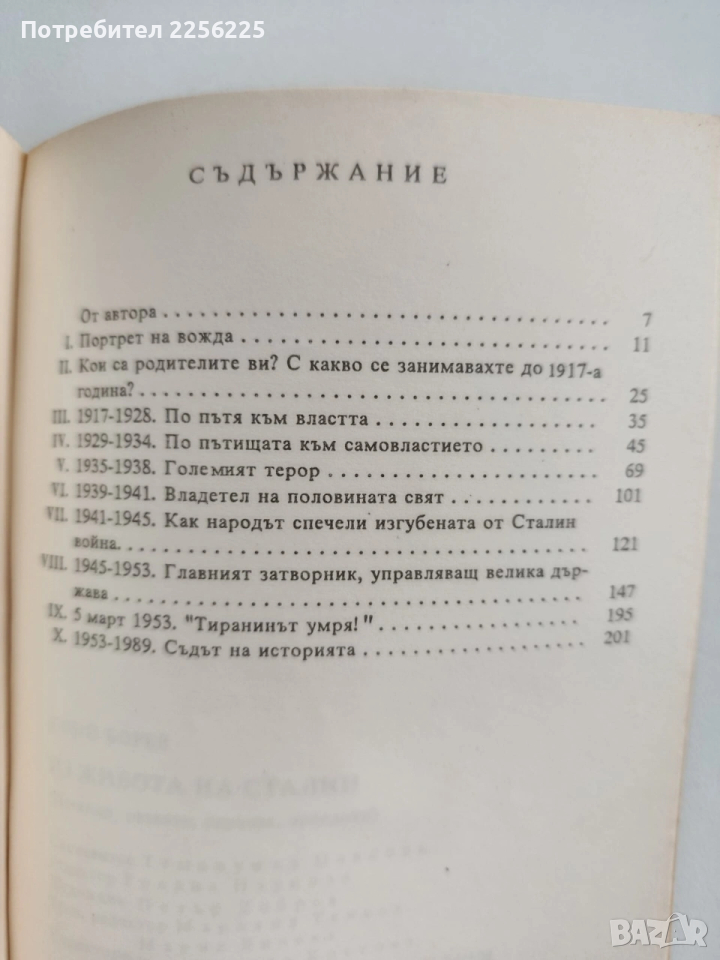 Потребител 2256225
СЪДЪРЖАНИЕ
От автора . . . . . . . . . . . . . . . . . . . . . . . . . . . . . . . . . . 7
I. Портрет на вожда . . . . . . . . . . . . . . . . . . . . . . . . . . . 11
II. Кои са родителите ви? С какво се занимавахте до 1917-а
година? . . . . . . . . . . . . . . . . . . . . . . . . . . . . . . . . . . . 25
III. 1917-1928. По пътя към властта . . . . . . . . . . . . . . . . . 35
IV. 1929-1934. По пътищата към самовластието . . . . . . . . . 45
V. 1935-1938. Големият терор . . . . . . . . . . . . . . . . . . . . 69
VI. 1939-1941. Владетел на половината свят . . . . . . . . . . . 101
VII. 1941-1945. Как народът спечели изгубената от Сталин
война. . . . . . . . . . . . . . . . . . . . . . . . . . . . . . . . . . . . 121
VIII. 1945-1953. Главният затворник, управляващ велика дър-
жава . . . . . . . . . . . . . . . . . . . . . . . . . . . . . . . . . . . . 147
IX. 5 март 1953. "Тиранинът умря!" . . . . . . . . . . . . . . . . . 195
X. 1953-1989. Съдът на историята . . . . . . . . . . . . . . . . . 201
НА СТАЛИН
BAZAR